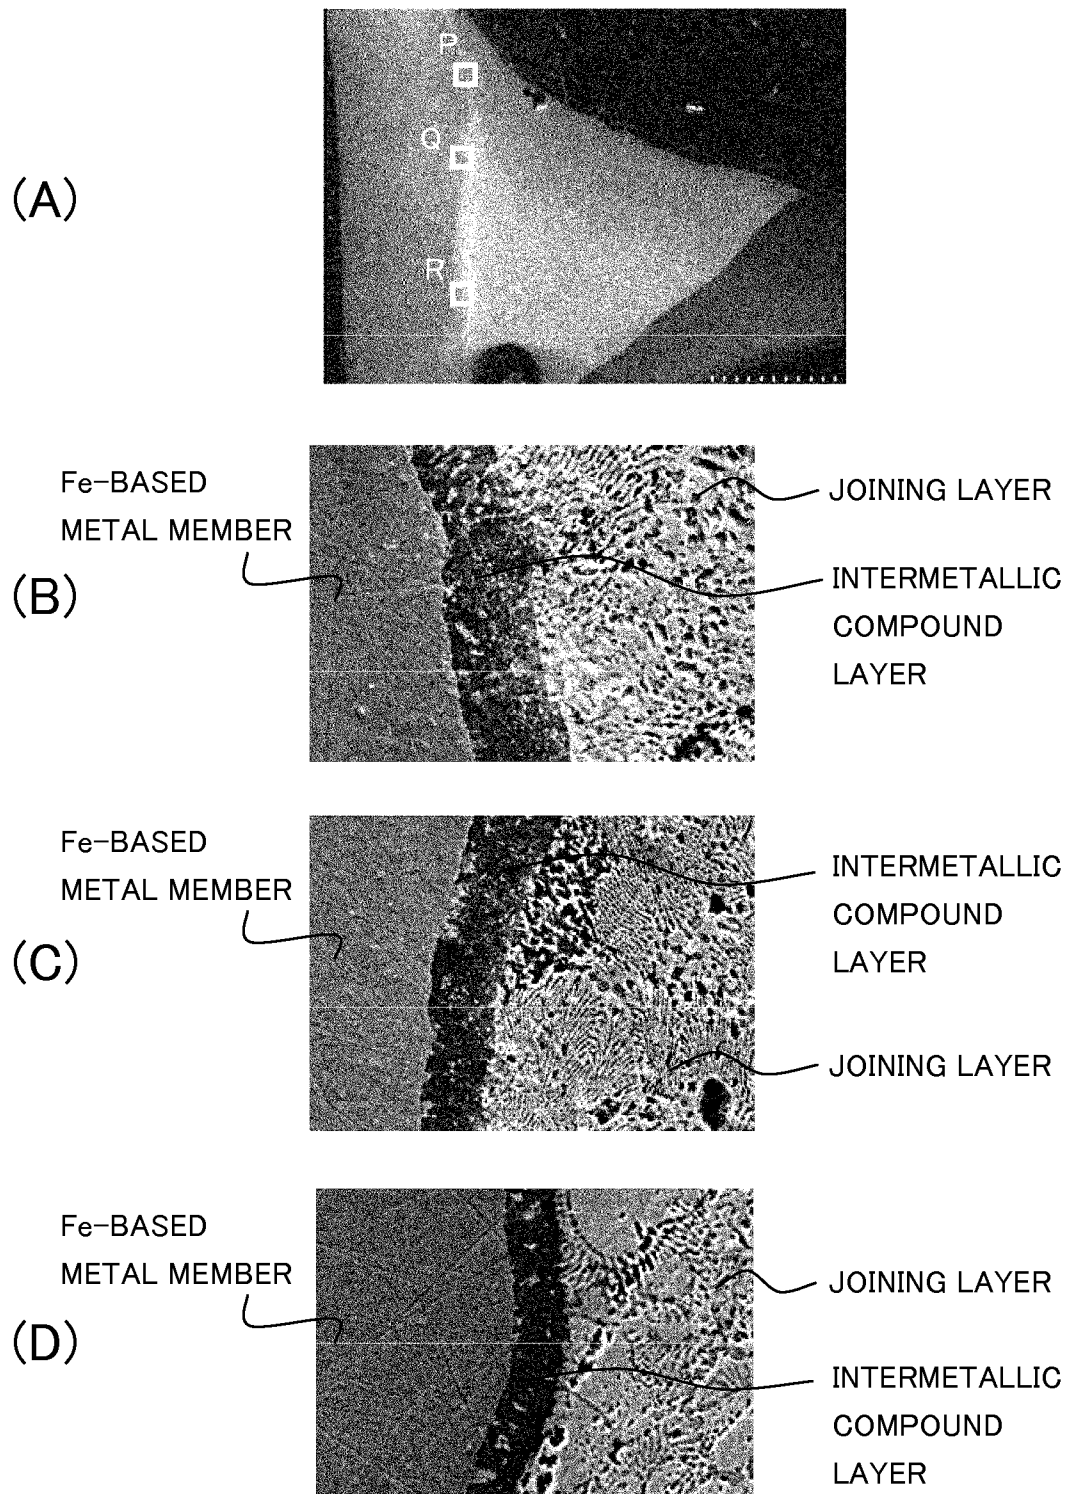 (A)
P
Q
R
(B)
Fe-BASED
METAL MEMBER
JOINING LAYER
INTERMETALLIC
COMPOUND
LAYER
(C)
Fe-BASED
METAL MEMBER
INTERMETALLIC
COMPOUND
LAYER
JOINING LAYER
(D)
Fe-BASED
METAL MEMBER
JOINING LAYER
INTERMETALLIC
COMPOUND
LAYER